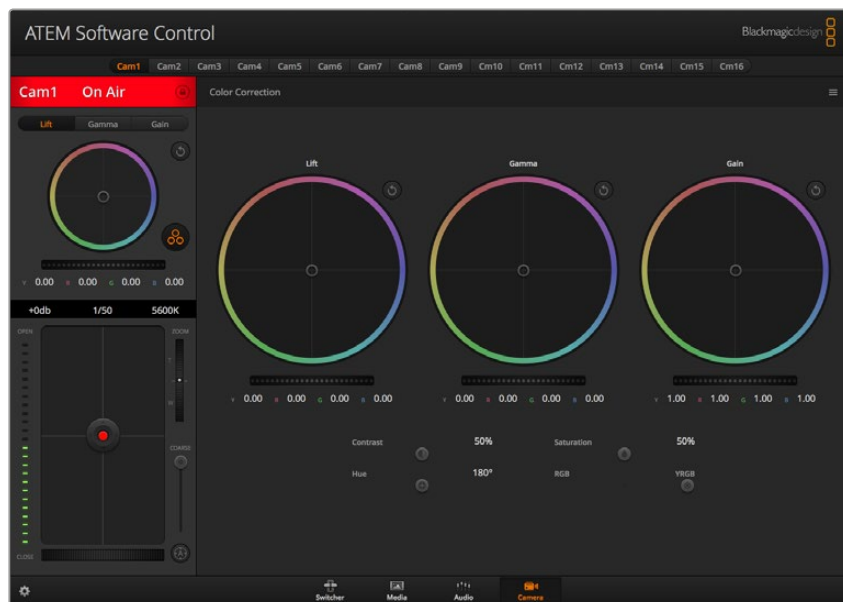 ATEM Software Control
Blackmagicdesign
Cam1 Cam2 Cam3 Cam4 Cam5 Cam6 Cam7 Cam8 Cam9 Cm10 Cm11 Cm12 Cm13 Cm14 Cm15 Cm16
Cam1 On Air
Color Correction
Lift Gamma Gain
Lift Gamma Gain
Y 0.00 R 0.00 G 0.00 B 0.00
+0db 1/50 5600K
OPEN
ZOOM
T
W
COARSE
CLOSE
Y 0.00 R 0.00 G 0.00 B 0.00
Y 0.00 R 0.00 G 0.00 B 0.00
Y 1.00 R 1.00 G 1.00 B 1.00
Contrast 50% Saturation 50%
Hue 180° RGB YRGB
Switcher Media Audio Camera